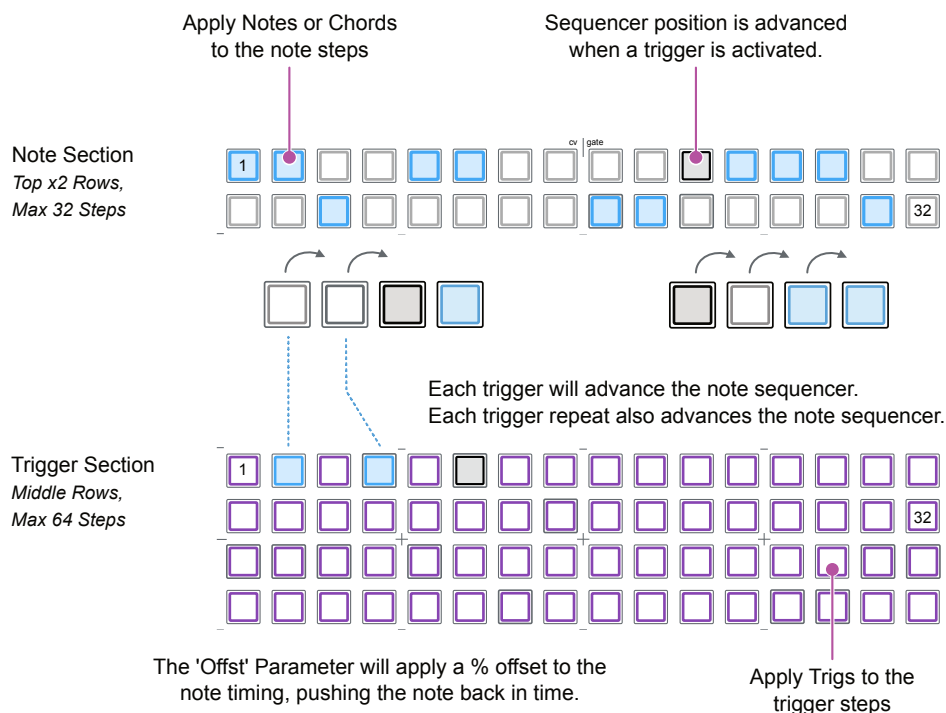 Apply Notes or Chords
to the note steps
Sequencer position is advanced
when a trigger is activated.
Note Section
Top x2 Rows,
Max 32 Steps
cv | gate
1
32
Each trigger will advance the note sequencer.
Each trigger repeat also advances the note sequencer.
Trigger Section
Middle Rows,
Max 64 Steps
1
32
The 'Offst' Parameter will apply a % offset to the
note timing, pushing the note back in time.
Apply Trigs to the
trigger steps